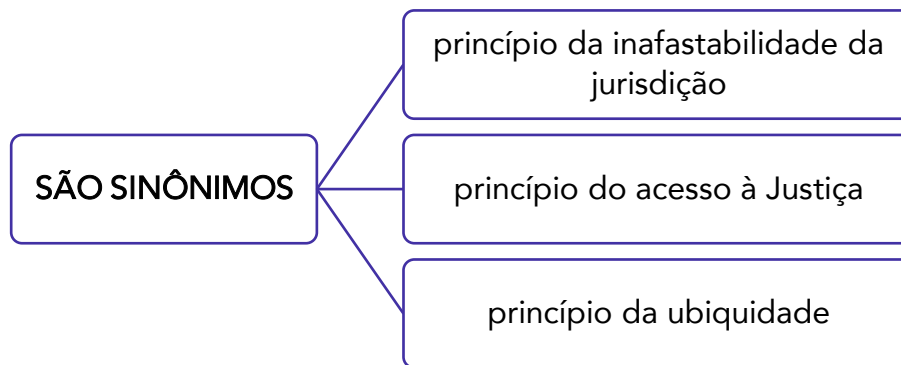 princípio da inafastabilidade da
jurisdição
SÃO SINÔNIMOS
princípio do acesso à Justiça
princípio da ubiquidade